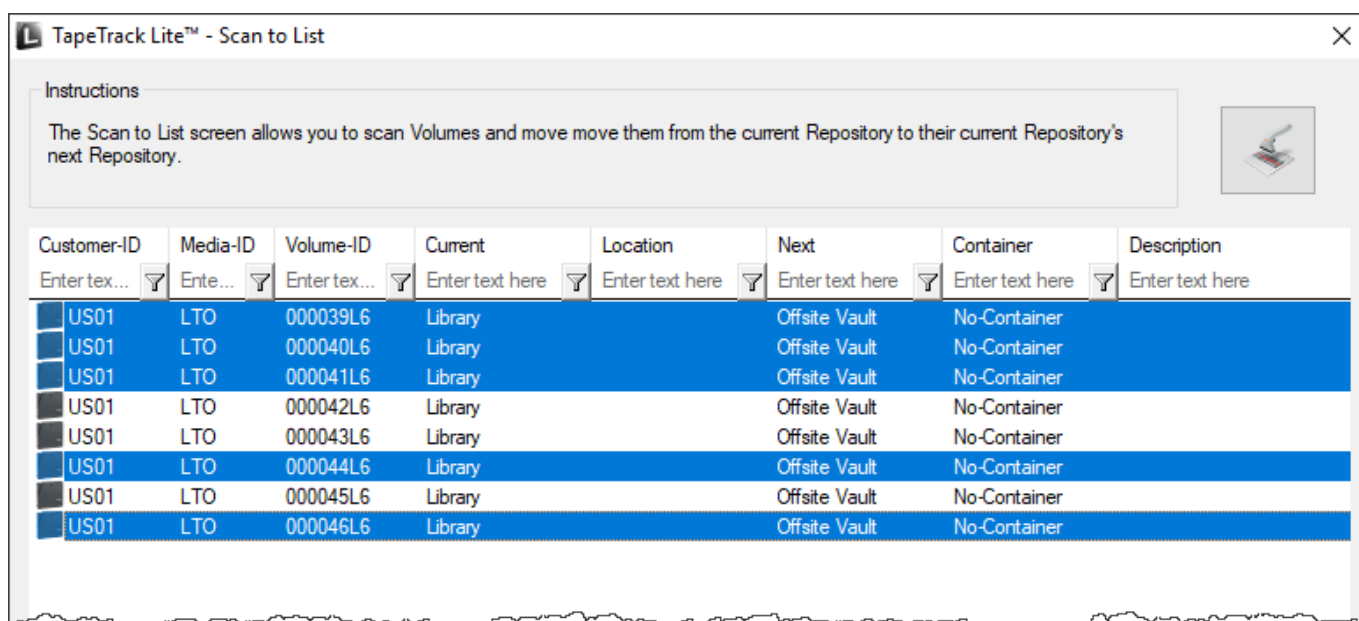 TapeTrack Lite™ - Scan to List
Instructions
The Scan to List screen allows you to scan Volumes and move move them from the current Repository to their current Repository's
next Repository.
Customer-ID Media-ID Volume-ID Current Location Next Container Description
Enter tex... Ente... Enter tex... Enter text here Enter text here Enter text here Enter text here Enter text here
US01 LTO 000039L6 Library Offsite Vault No-Container
US01 LTO 000040L6 Library Offsite Vault No-Container
US01 LTO 000041L6 Library Offsite Vault No-Container
US01 LTO 000042L6 Library Offsite Vault No-Container
US01 LTO 000043L6 Library Offsite Vault No-Container
US01 LTO 000044L6 Library Offsite Vault No-Container
US01 LTO 000045L6 Library Offsite Vault No-Container
US01 LTO 000046L6 Library Offsite Vault No-Container